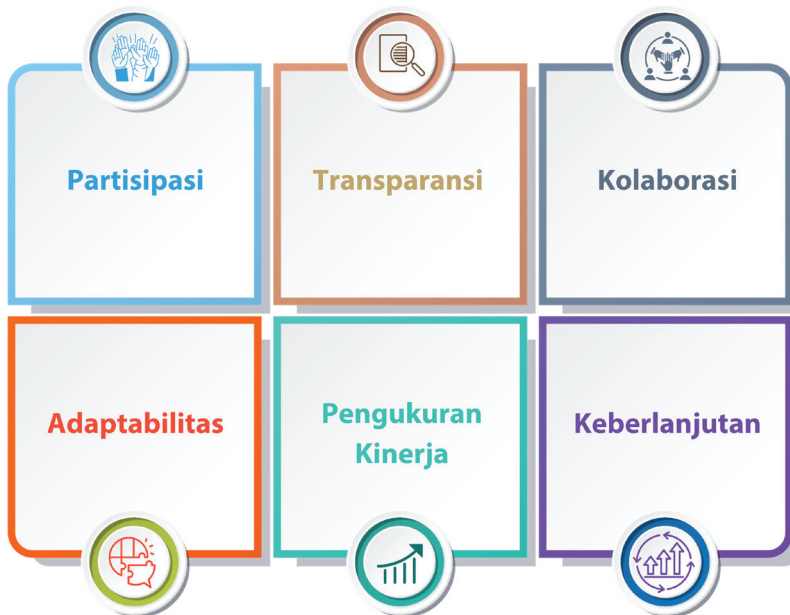 Partisipasi
Transparansi
Kolaborasi
Adaptabilitas
Pengukuran
Kinerja
Keberlanjutan